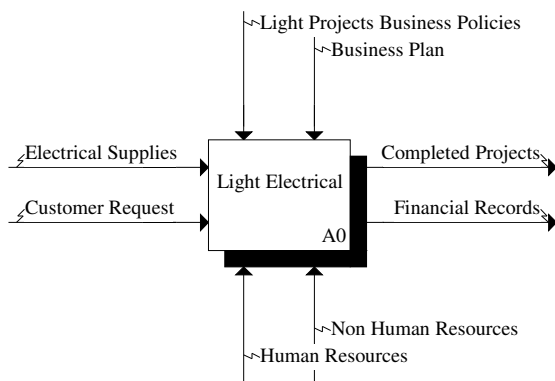 Light Projects Business Policies
Business Plan
Electrical Supplies
Completed Projects
Light Electrical
Customer Request
Financial Records
A0
Non Human Resources
Human Resources